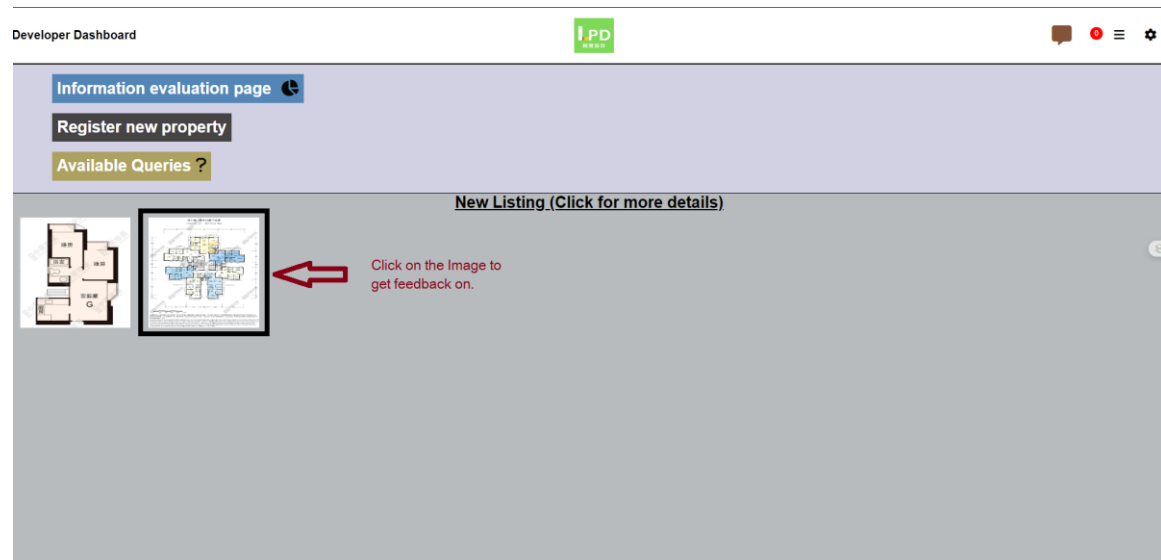 Developer Dashboard
LPD
0
Information evaluation page
Register new property
Available Queries ?
New Listing (Click for more details)
Click on the Image to
get feedback on.
G